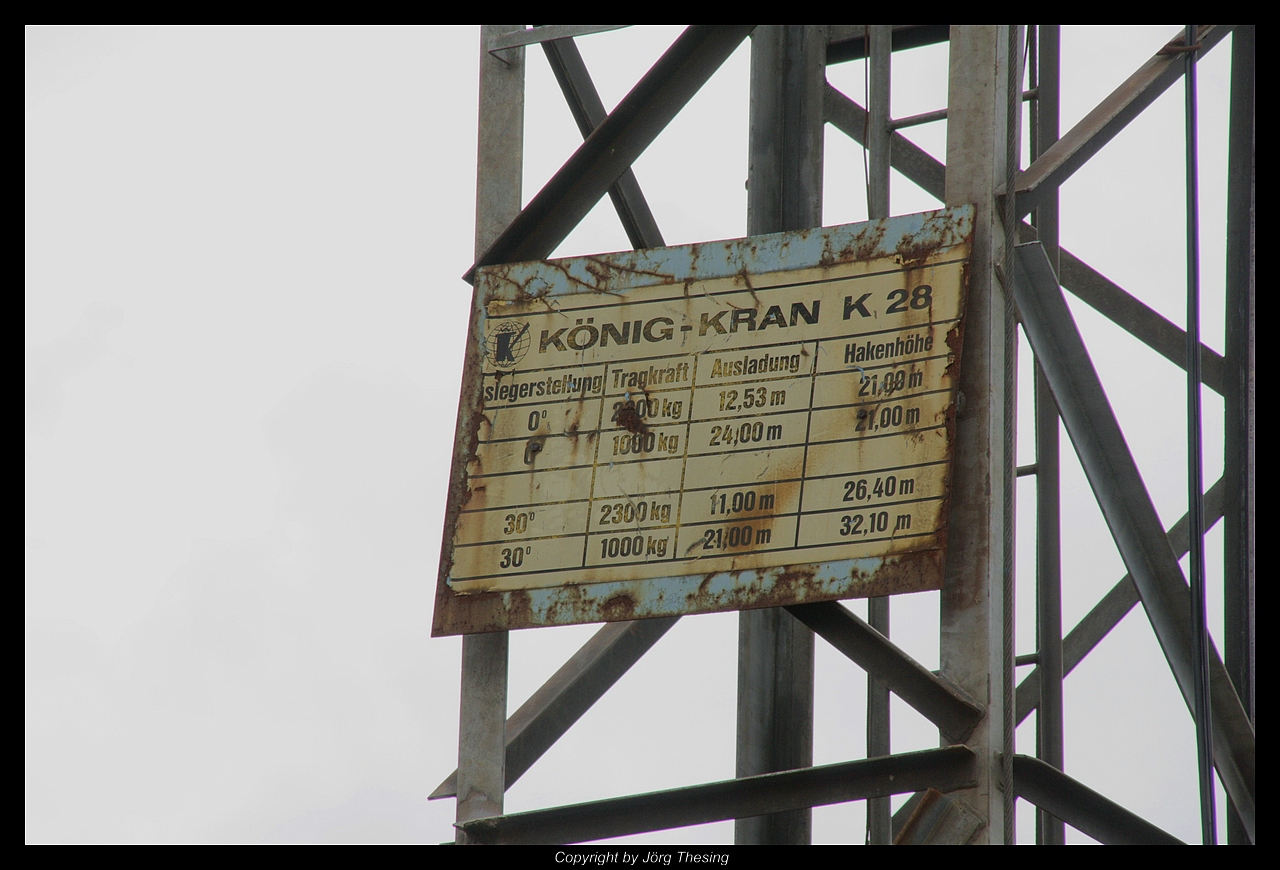 K
KÖNIG-KRAN K 28
slegerstellung Tragkraft Ausladung Hakenhöhe
0° 12,53 m 21,00 m
1000 kg 24,00 m 21,00 m
30° 2300 kg 11,00 m 26,40 m
30° 1000 kg 21,00 m 32,10 m
Copyright by Jörg Thesing